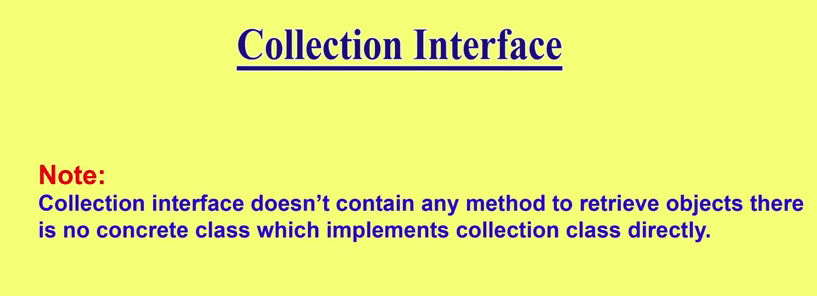 Collection Interface
Note:
Collection interface doesn’t contain any method to retrieve objects there
is no concrete class which implements collection class directly.